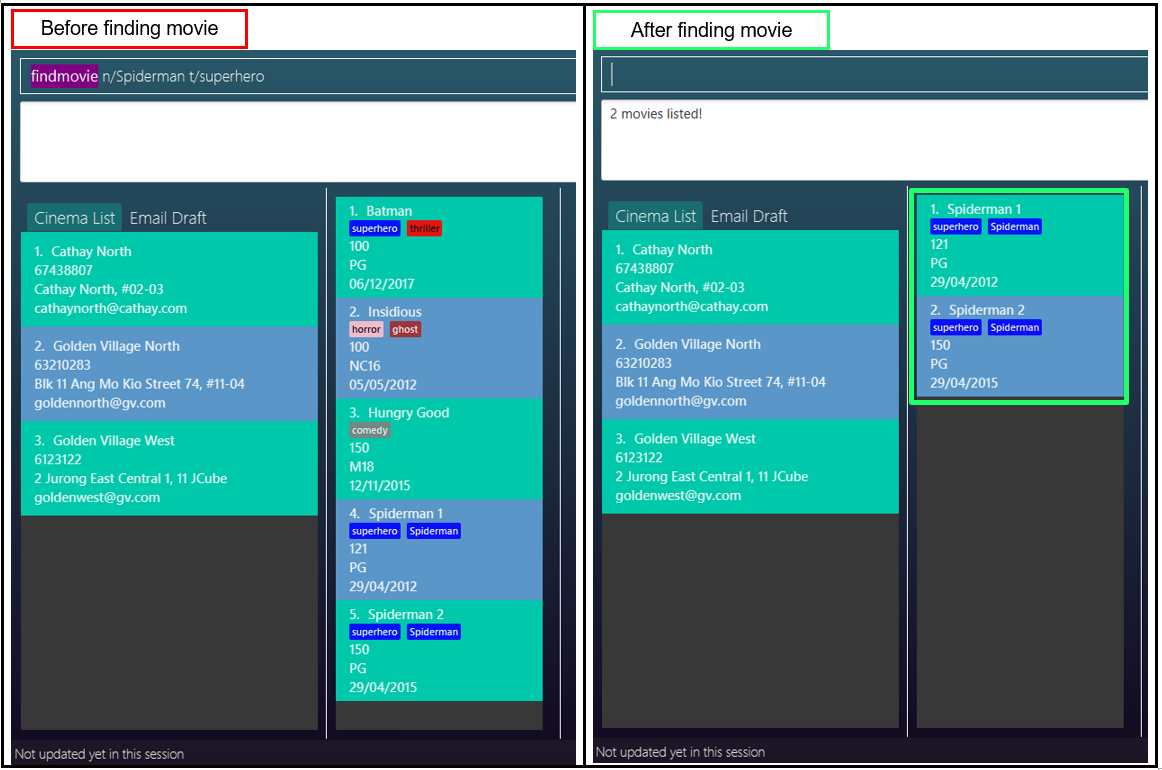 Before finding movie
findmovie n/Spiderman t/superhero
Cinema List Email Draft
1. Cathay North
67438807
Cathay North, #02-03
cathaynorth@cathay.com
2. Golden Village North
63210283
Blk 11 Ang Mo Kio Street 74, #11-04
goldennorth@gv.com
3. Golden Village West
6123122
2 Jurong East Central 1, 11 JCube
goldenwest@gv.com
1. Batman
superhero thriller
100
PG
06/12/2017
2. Insidious
horror ghost
100
NC16
05/05/2012
3. Hungry Good
comedy
150
M18
12/11/2015
4. Spiderman 1
superhero Spiderman
121
PG
29/04/2012
5. Spiderman 2
superhero Spiderman
150
PG
29/04/2015
Not updated yet in this session
After finding movie
2 movies listed!
Cinema List Email Draft
1. Cathay North
67438807
Cathay North, #02-03
cathaynorth@cathay.com
2. Golden Village North
63210283
Blk 11 Ang Mo Kio Street 74, #11-04
goldennorth@gv.com
3. Golden Village West
6123122
2 Jurong East Central 1, 11 JCube
goldenwest@gv.com
1. Spiderman 1
superhero Spiderman
121
PG
29/04/2012
2. Spiderman 2
superhero Spiderman
150
PG
29/04/2015
Not updated yet in this session